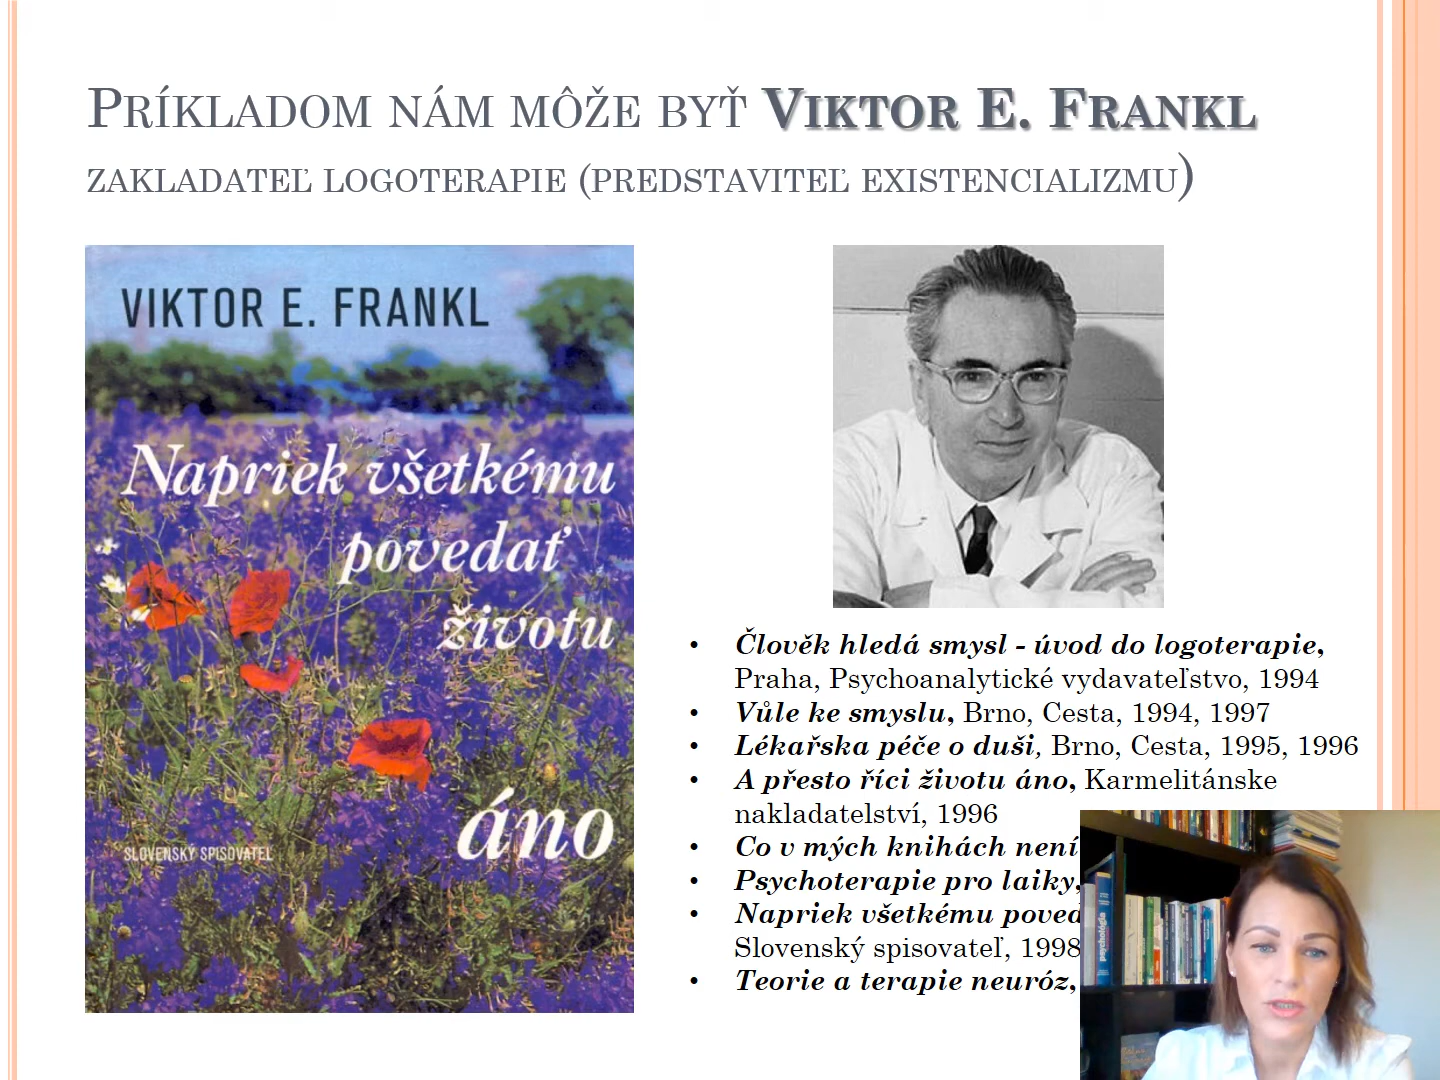 Príkladom nám môže byť Viktor E. Frankl
zakladateľ logoterapie (predstaviteľ existencializmu)
VIKTOR E. FRANKL
Napriek všetkému
povedať
životu
áno
SLOVENSKÝ SPISOVATEĽ
• Člověk hledá smysl - úvod do logoterapie,
Praha, Psychoanalytické vydavateľstvo, 1994
• Vůle ke smyslu, Brno, Cesta, 1994, 1997
• Lékařska péče o duši, Brno, Cesta, 1995, 1996
• A přesto říci životu áno, Karmelitánske
nakladatelství, 1996
• Co v mých knihách není
• Psychoterapie pro laiky,
• Napriek všetkému poved
Slovenský spisovateľ, 1998
• Teorie a terapie neuróz,
psychológia